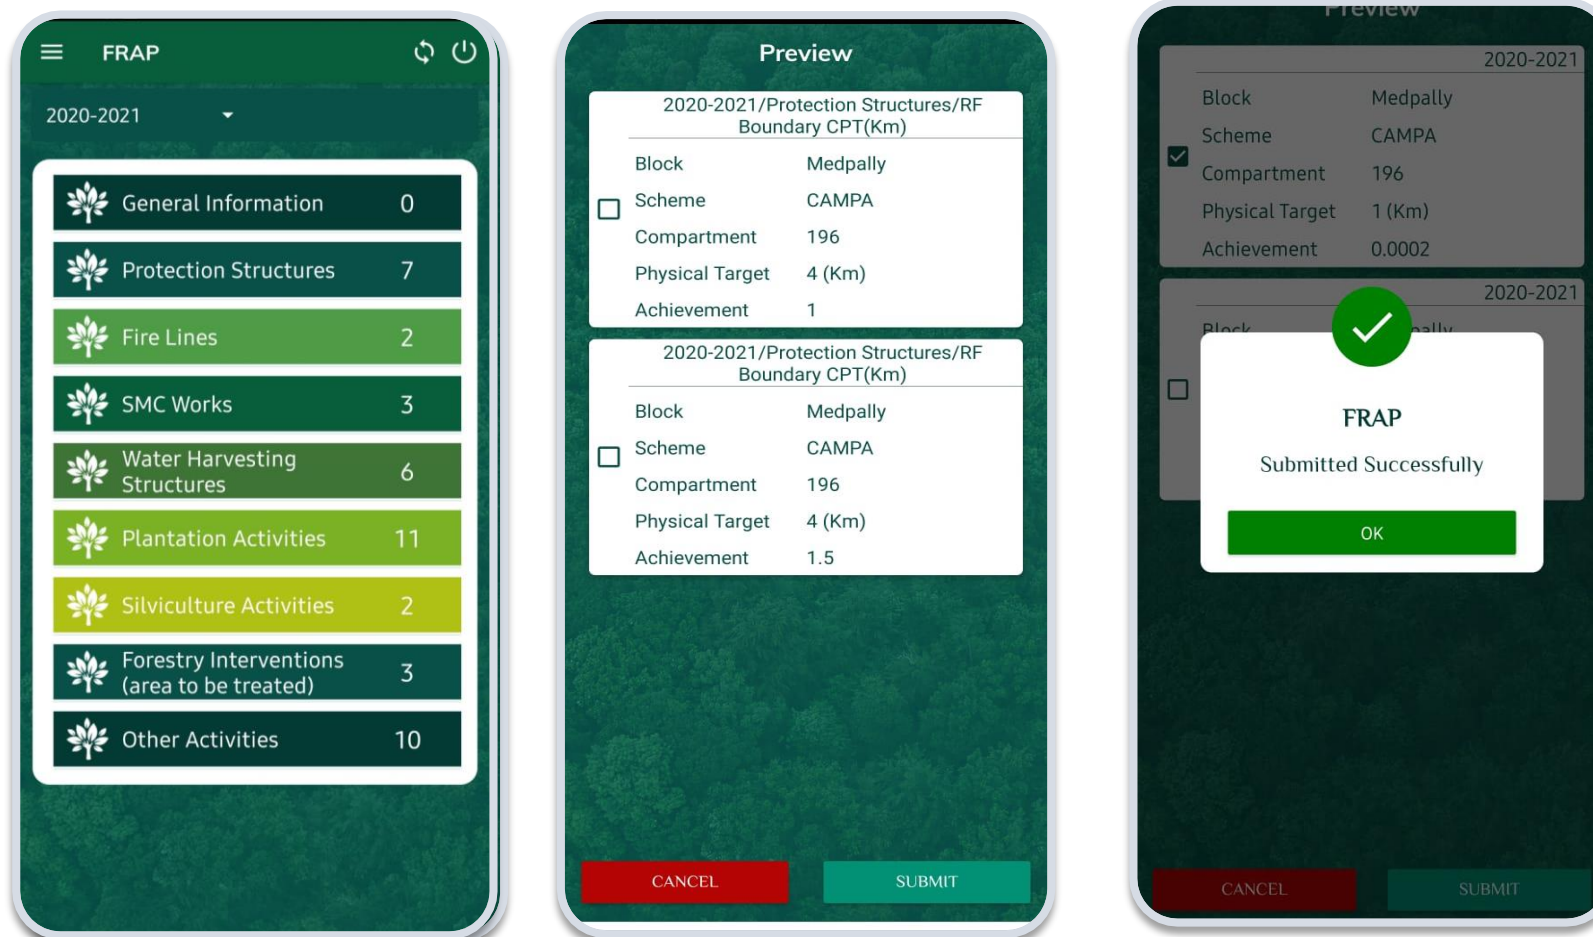 FRAP
2020-2021
General Information 0
Protection Structures 7
Fire Lines 2
SMC Works 3
Water Harvesting
Structures 6
Plantation Activities 11
Silviculture Activities 2
Forestry Interventions
(area to be treated) 3
Other Activities 10
Preview
2020-2021/Protection Structures/RF
Boundary CPT(Km)
Block Medpally
Scheme CAMPA
Compartment 196
Physical Target 4 (Km)
Achievement 1
2020-2021/Protection Structures/RF
Boundary CPT(Km)
Block Medpally
Scheme CAMPA
Compartment 196
Physical Target 4 (Km)
Achievement 1.5
CANCEL SUBMIT
Preview
2020-2021
Block Medpally
Scheme CAMPA
Compartment 196
Physical Target 1 (Km)
Achievement 0.0002
2020-2021
Block
FRAP
Submitted Successfully
OK
CANCEL SUBMIT